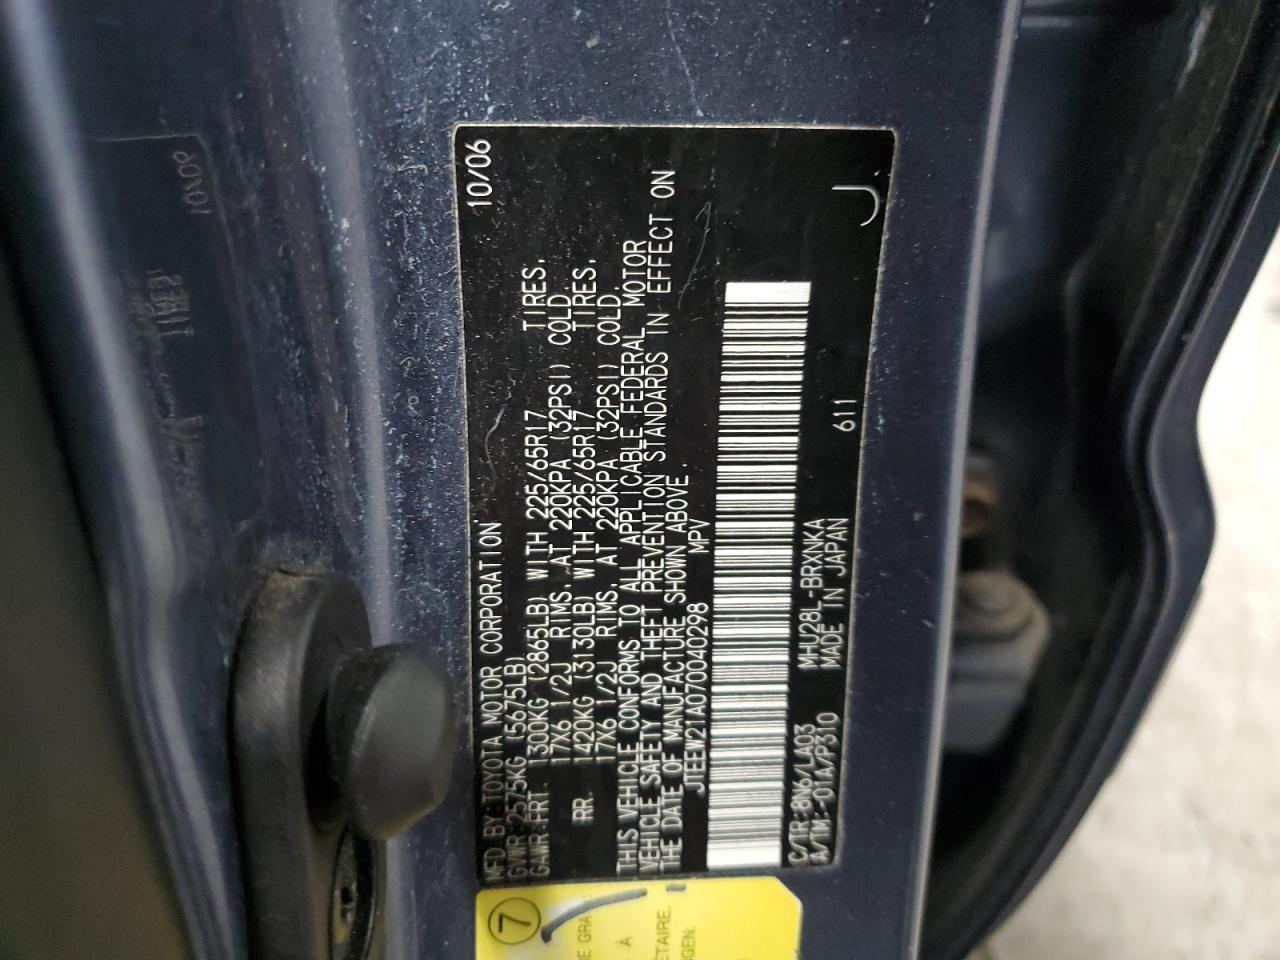 MFD BY:TOYOTA MOTOR CORPORATION 10/06
GVWR:2575KG (5675LB)
GAWR:FRT. 1300KG (2865LB) WITH 225/65R17 TIRES,
17X6 1/2J RIMS, AT 220KPA (32PSI) COLD
RR. 1420KG (3130LB) WITH 225/65R17 TIRES,
17X6 1/2J RIMS, AT 220KPA (32PSI) COLD.
THIS VEHICLE CONFORMS TO ALL APPLICABLE FEDERAL MOTOR
VEHICLE SAFETY AND THEFT PREVENTION STANDARDS IN EFFECT ON
THE DATE OF MANUFACTURE SHOWN ABOVE.
JTEEW21A070040298 MPV
C/TR:8N6/LA03 MHU28L-BRXNKA 611
A/TM:-01A/P310 MADE IN JAPAN
J.
7
À
ÉTAIRE.